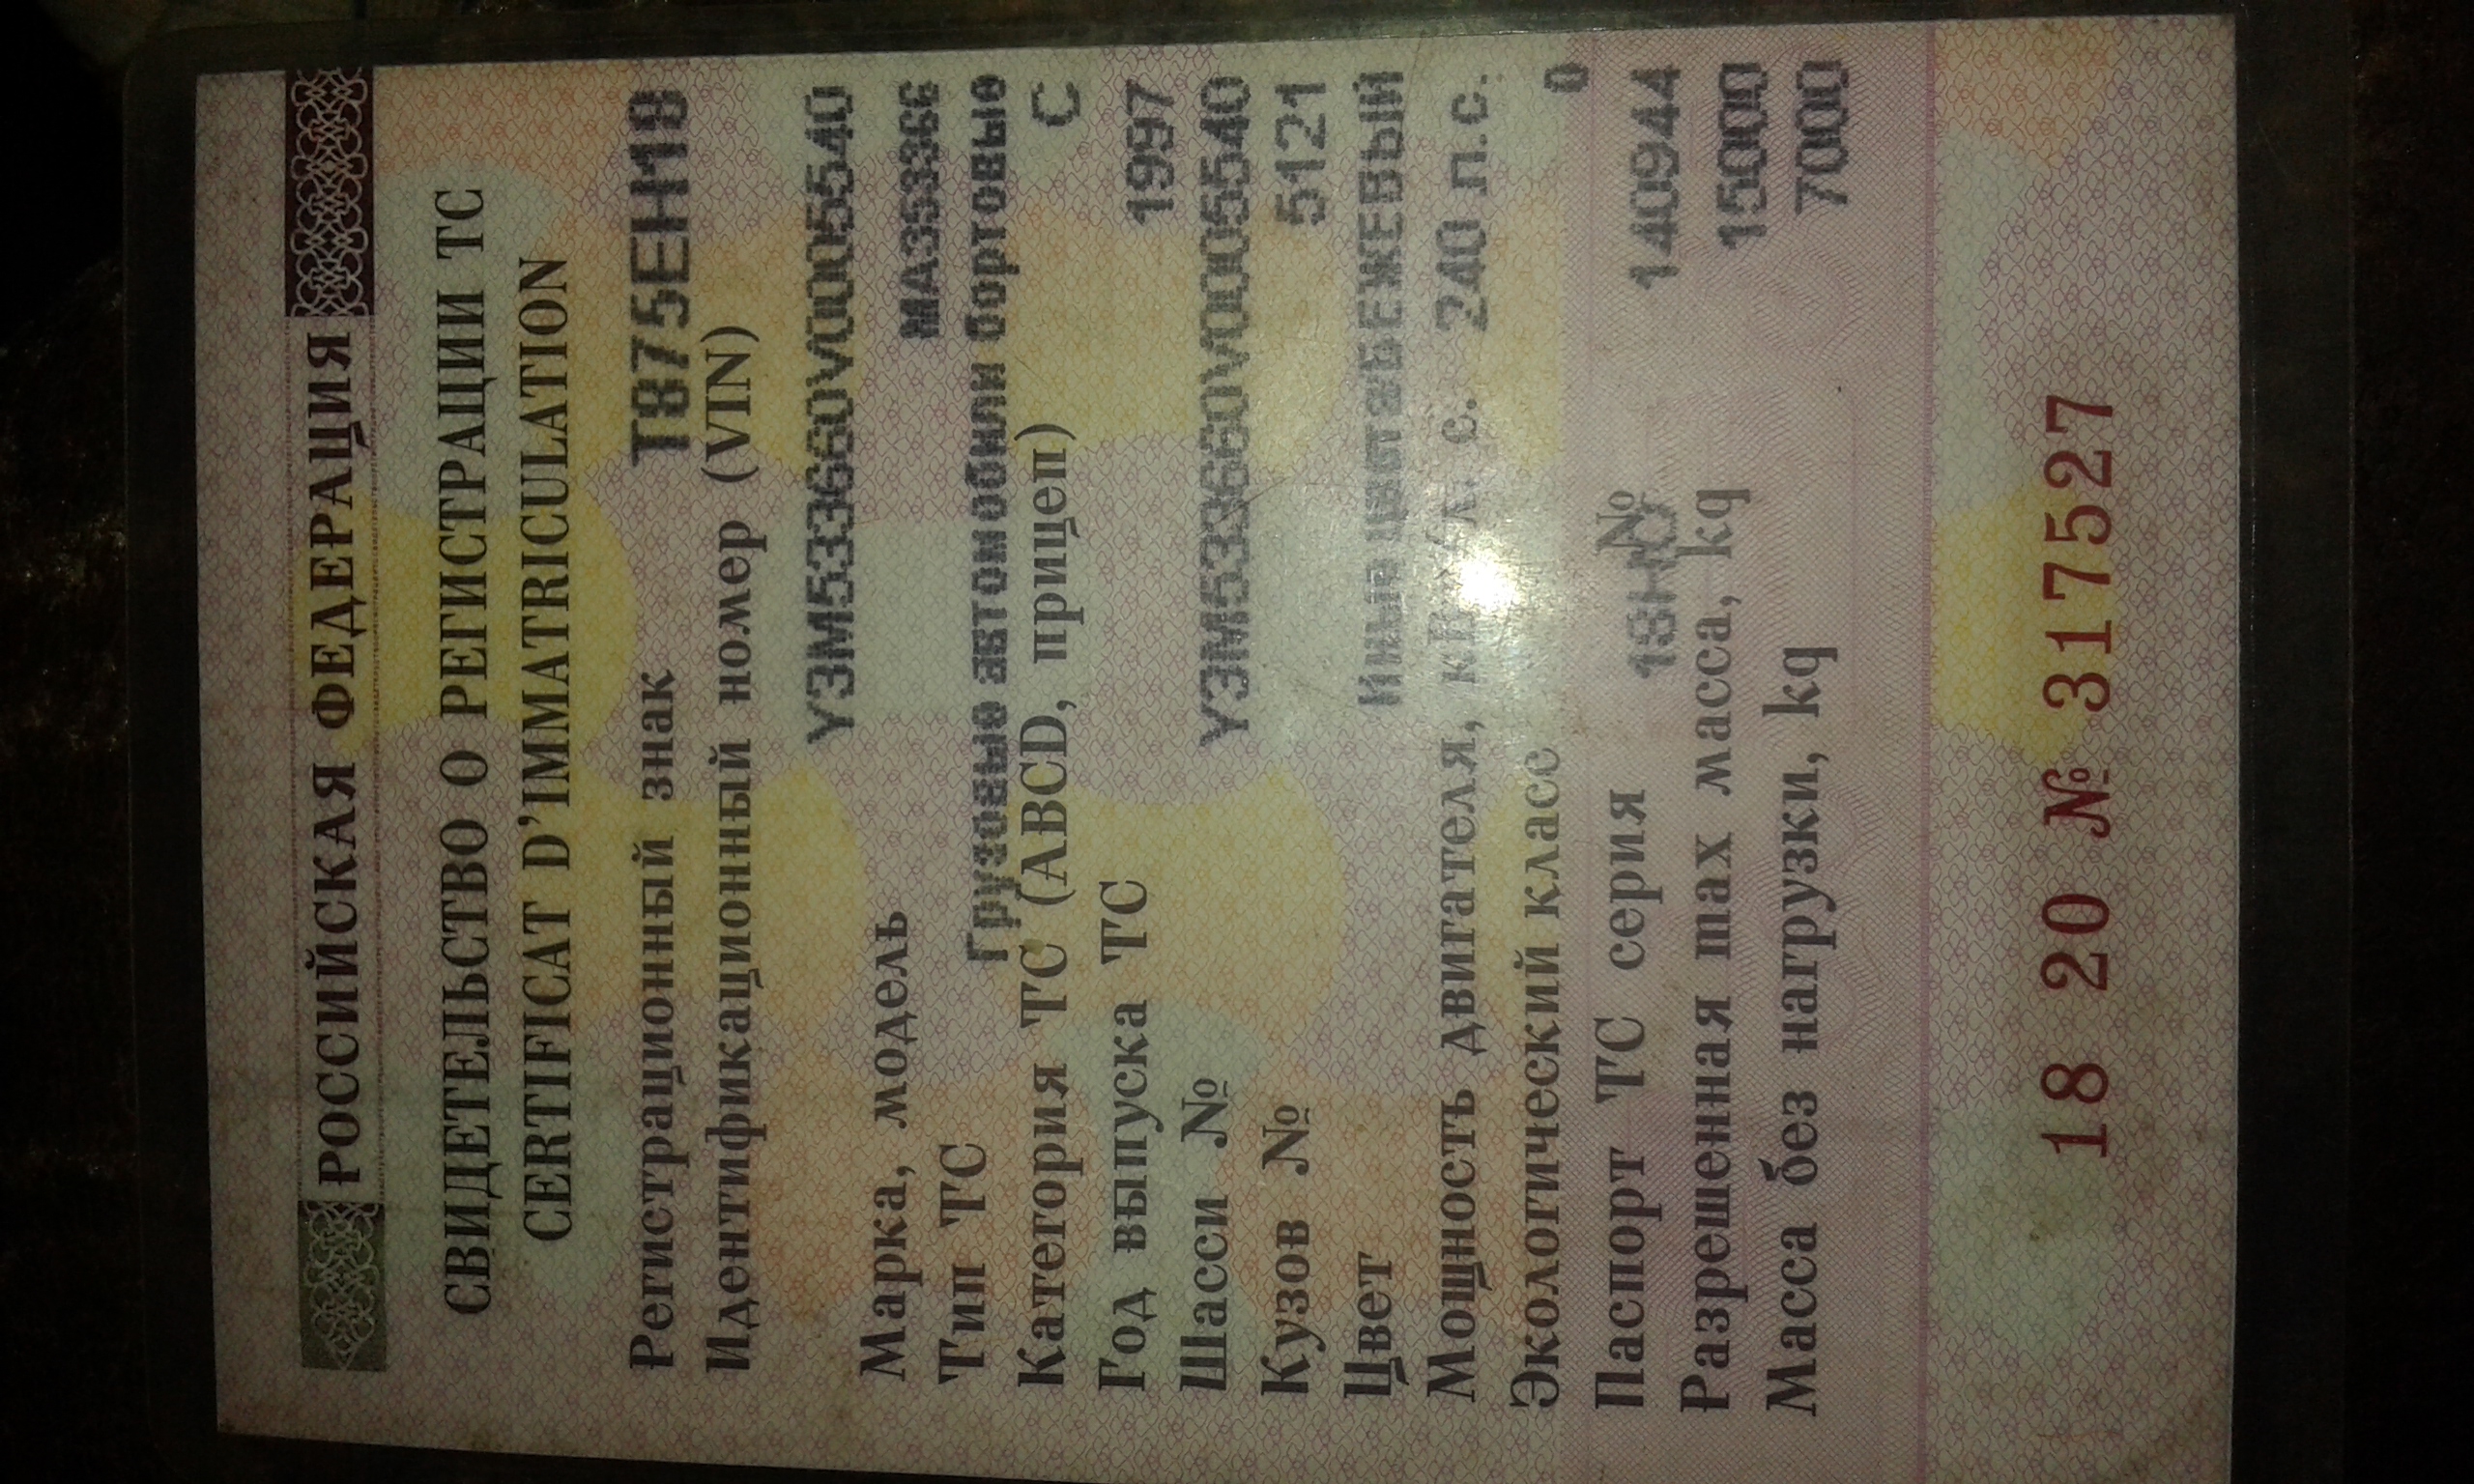 РОССИЙСКАЯ ФЕДЕРАЦИЯ
СВИДЕТЕЛЬСТВО О РЕГИСТРАЦИИ ТС
CERTIFICAT D'IMMATRICULATION
Регистрационный знак Т875ЕН18
Идентификационный номер (VIN)
Y3M533660V0005540
Марка, модель МАЗ53366
Тип ТС Грузовые автомобили бортовые
Категория ТС (ABCD, прицеп) С
Год выпуска ТС 1997
Шасси № Y3M533660V0005540
Кузов № 5121
Цвет Иные цвета БЕЖЕВЫЙ
Мощность двигателя, кВт/л. с. 240 л.с.
Экологический класс 0
Паспорт ТС серия № 140944
Разрешенная max масса, kg 15000
Масса без нагрузки, kg 7000
18 20 № 317527